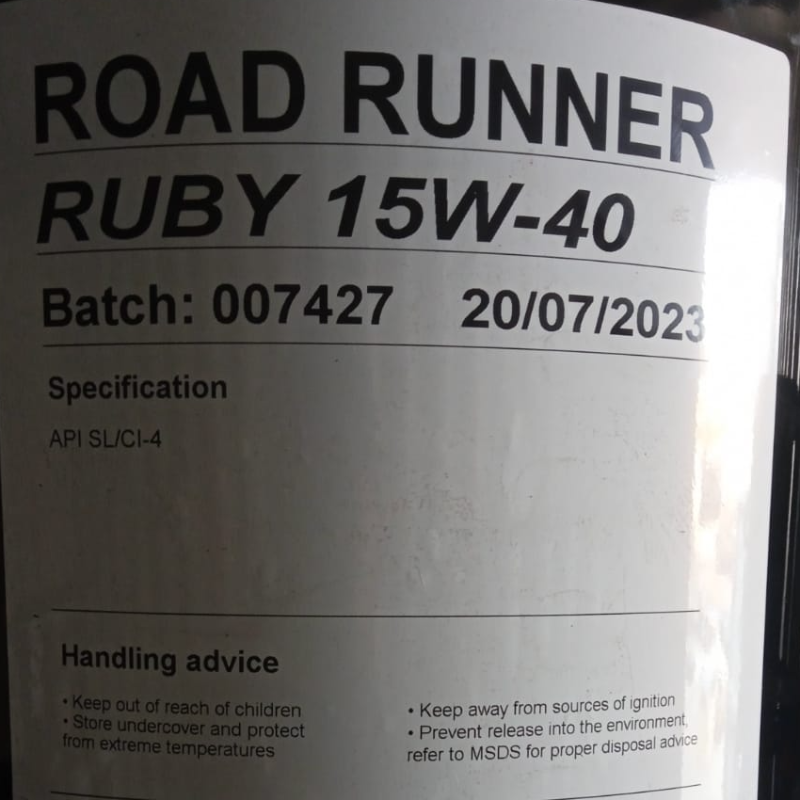 ROAD RUNNER
RUBY 15W-40
Batch: 007427 20/07/2023
Specification
API SL/CI-4
Handling advice
• Keep out of reach of children
• Store undercover and protect
from extreme temperatures
• Keep away from sources of ignition
• Prevent release into the environment,
refer to MSDS for proper disposal advice